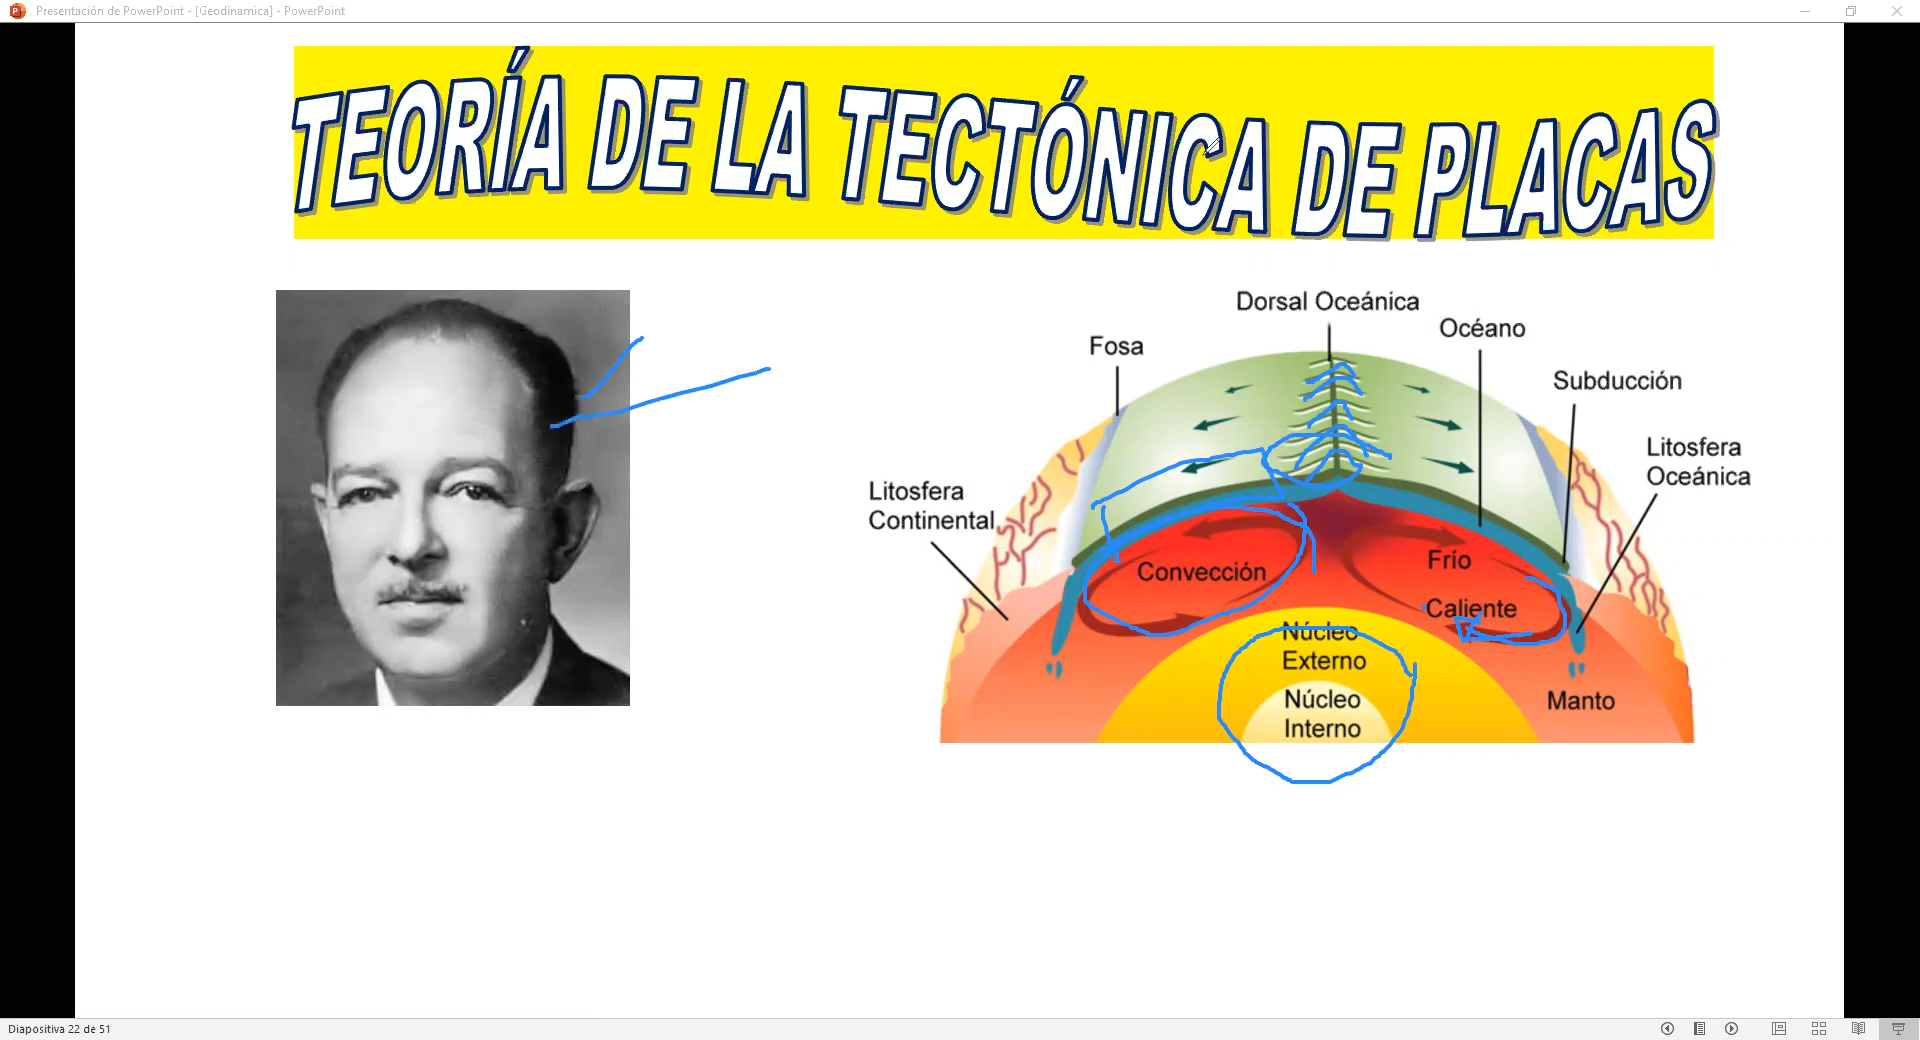 Presentación de PowerPoint - [Geodinamica] - PowerPoint
TEORÍA DE LA TECTÓNICA DE PLACAS
Dorsal Oceánica
Océano
Fosa
Subducción
Litosfera
Oceánica
Litosfera
Continental
Convección
Frío
Caliente
Núcleo
Externo
Núcleo
Interno
Manto
Diapositiva 22 de 51